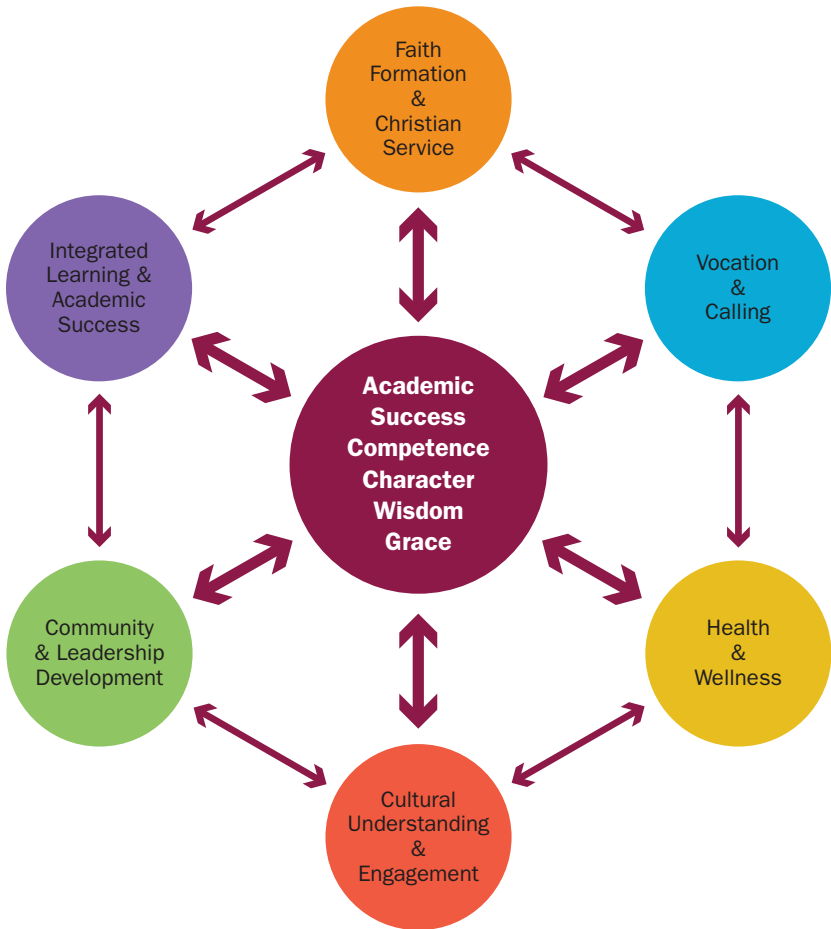 Faith
Formation
&
Christian
Service
Integrated
Learning &
Academic
Success
Vocation
&
Calling
Academic
Success
Competence
Character
Wisdom
Grace
Community
& Leadership
Development
Health
&
Wellness
Cultural
Understanding
&
Engagement